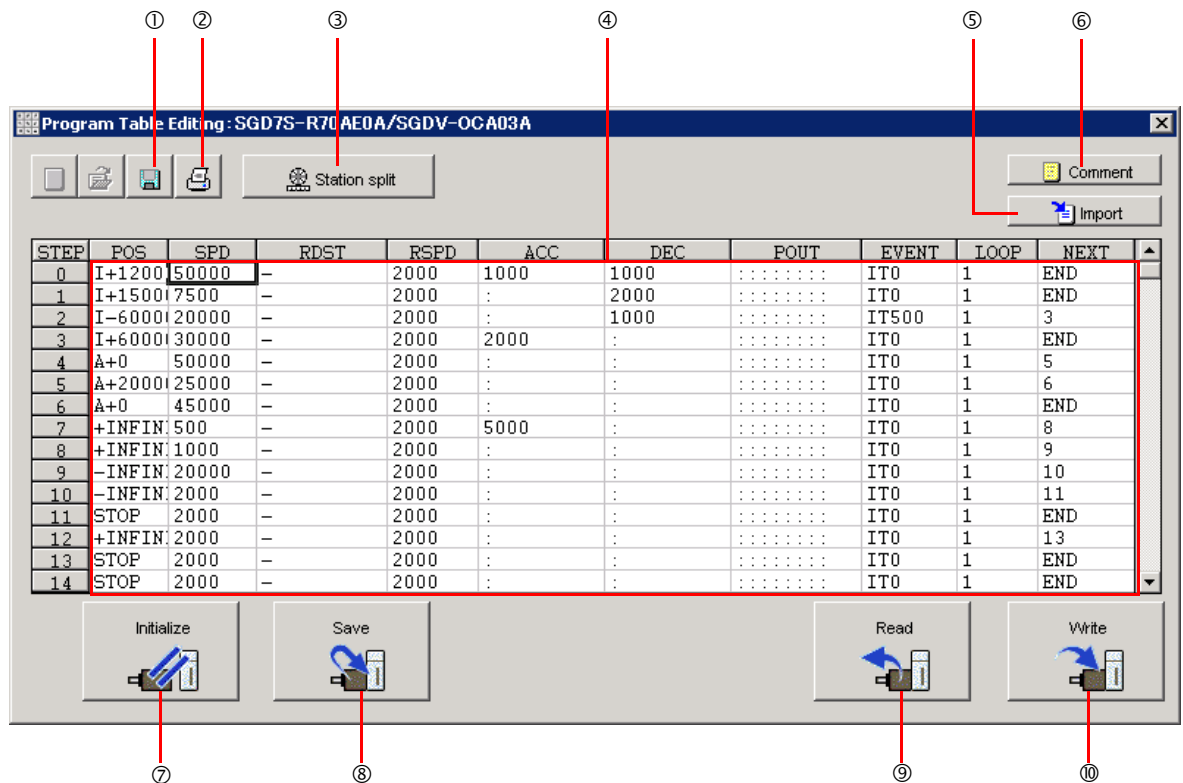 ① ② ③ ④ ⑤ ⑥
Program Table Editing:SGD7S-R70AE0A/SGDV-OCA03A
Station split
Comment
Import
STEP POS SPD RDST RSPD ACC DEC POUT EVENT LOOP NEXT
0 I+1200 50000 – 2000 1000 1000 :::::::: IT0 1 END
1 I+1500 7500 – 2000 : 2000 :::::::: IT0 1 END
2 I-6000 20000 – 2000 : 1000 :::::::: IT500 1 3
3 I+6000 30000 – 2000 2000 : :::::::: IT0 1 END
4 A+0 50000 – 2000 : : :::::::: IT0 1 5
5 A+2000 25000 – 2000 : : :::::::: IT0 1 6
6 A+0 45000 – 2000 : : :::::::: IT0 1 END
7 +INFIN 500 – 2000 5000 : :::::::: IT0 1 8
8 +INFIN 1000 – 2000 : : :::::::: IT0 1 9
9 -INFIN 20000 – 2000 : : :::::::: IT0 1 10
10 -INFIN 2000 – 2000 : : :::::::: IT0 1 11
11 STOP 2000 – 2000 : : :::::::: IT0 1 END
12 +INFIN 2000 – 2000 : : :::::::: IT0 1 13
13 STOP 2000 – 2000 : : :::::::: IT0 1 END
14 STOP 2000 – 2000 : : :::::::: IT0 1 END
Initialize Save Read Write
⑦ ⑧ ⑨ ⑩